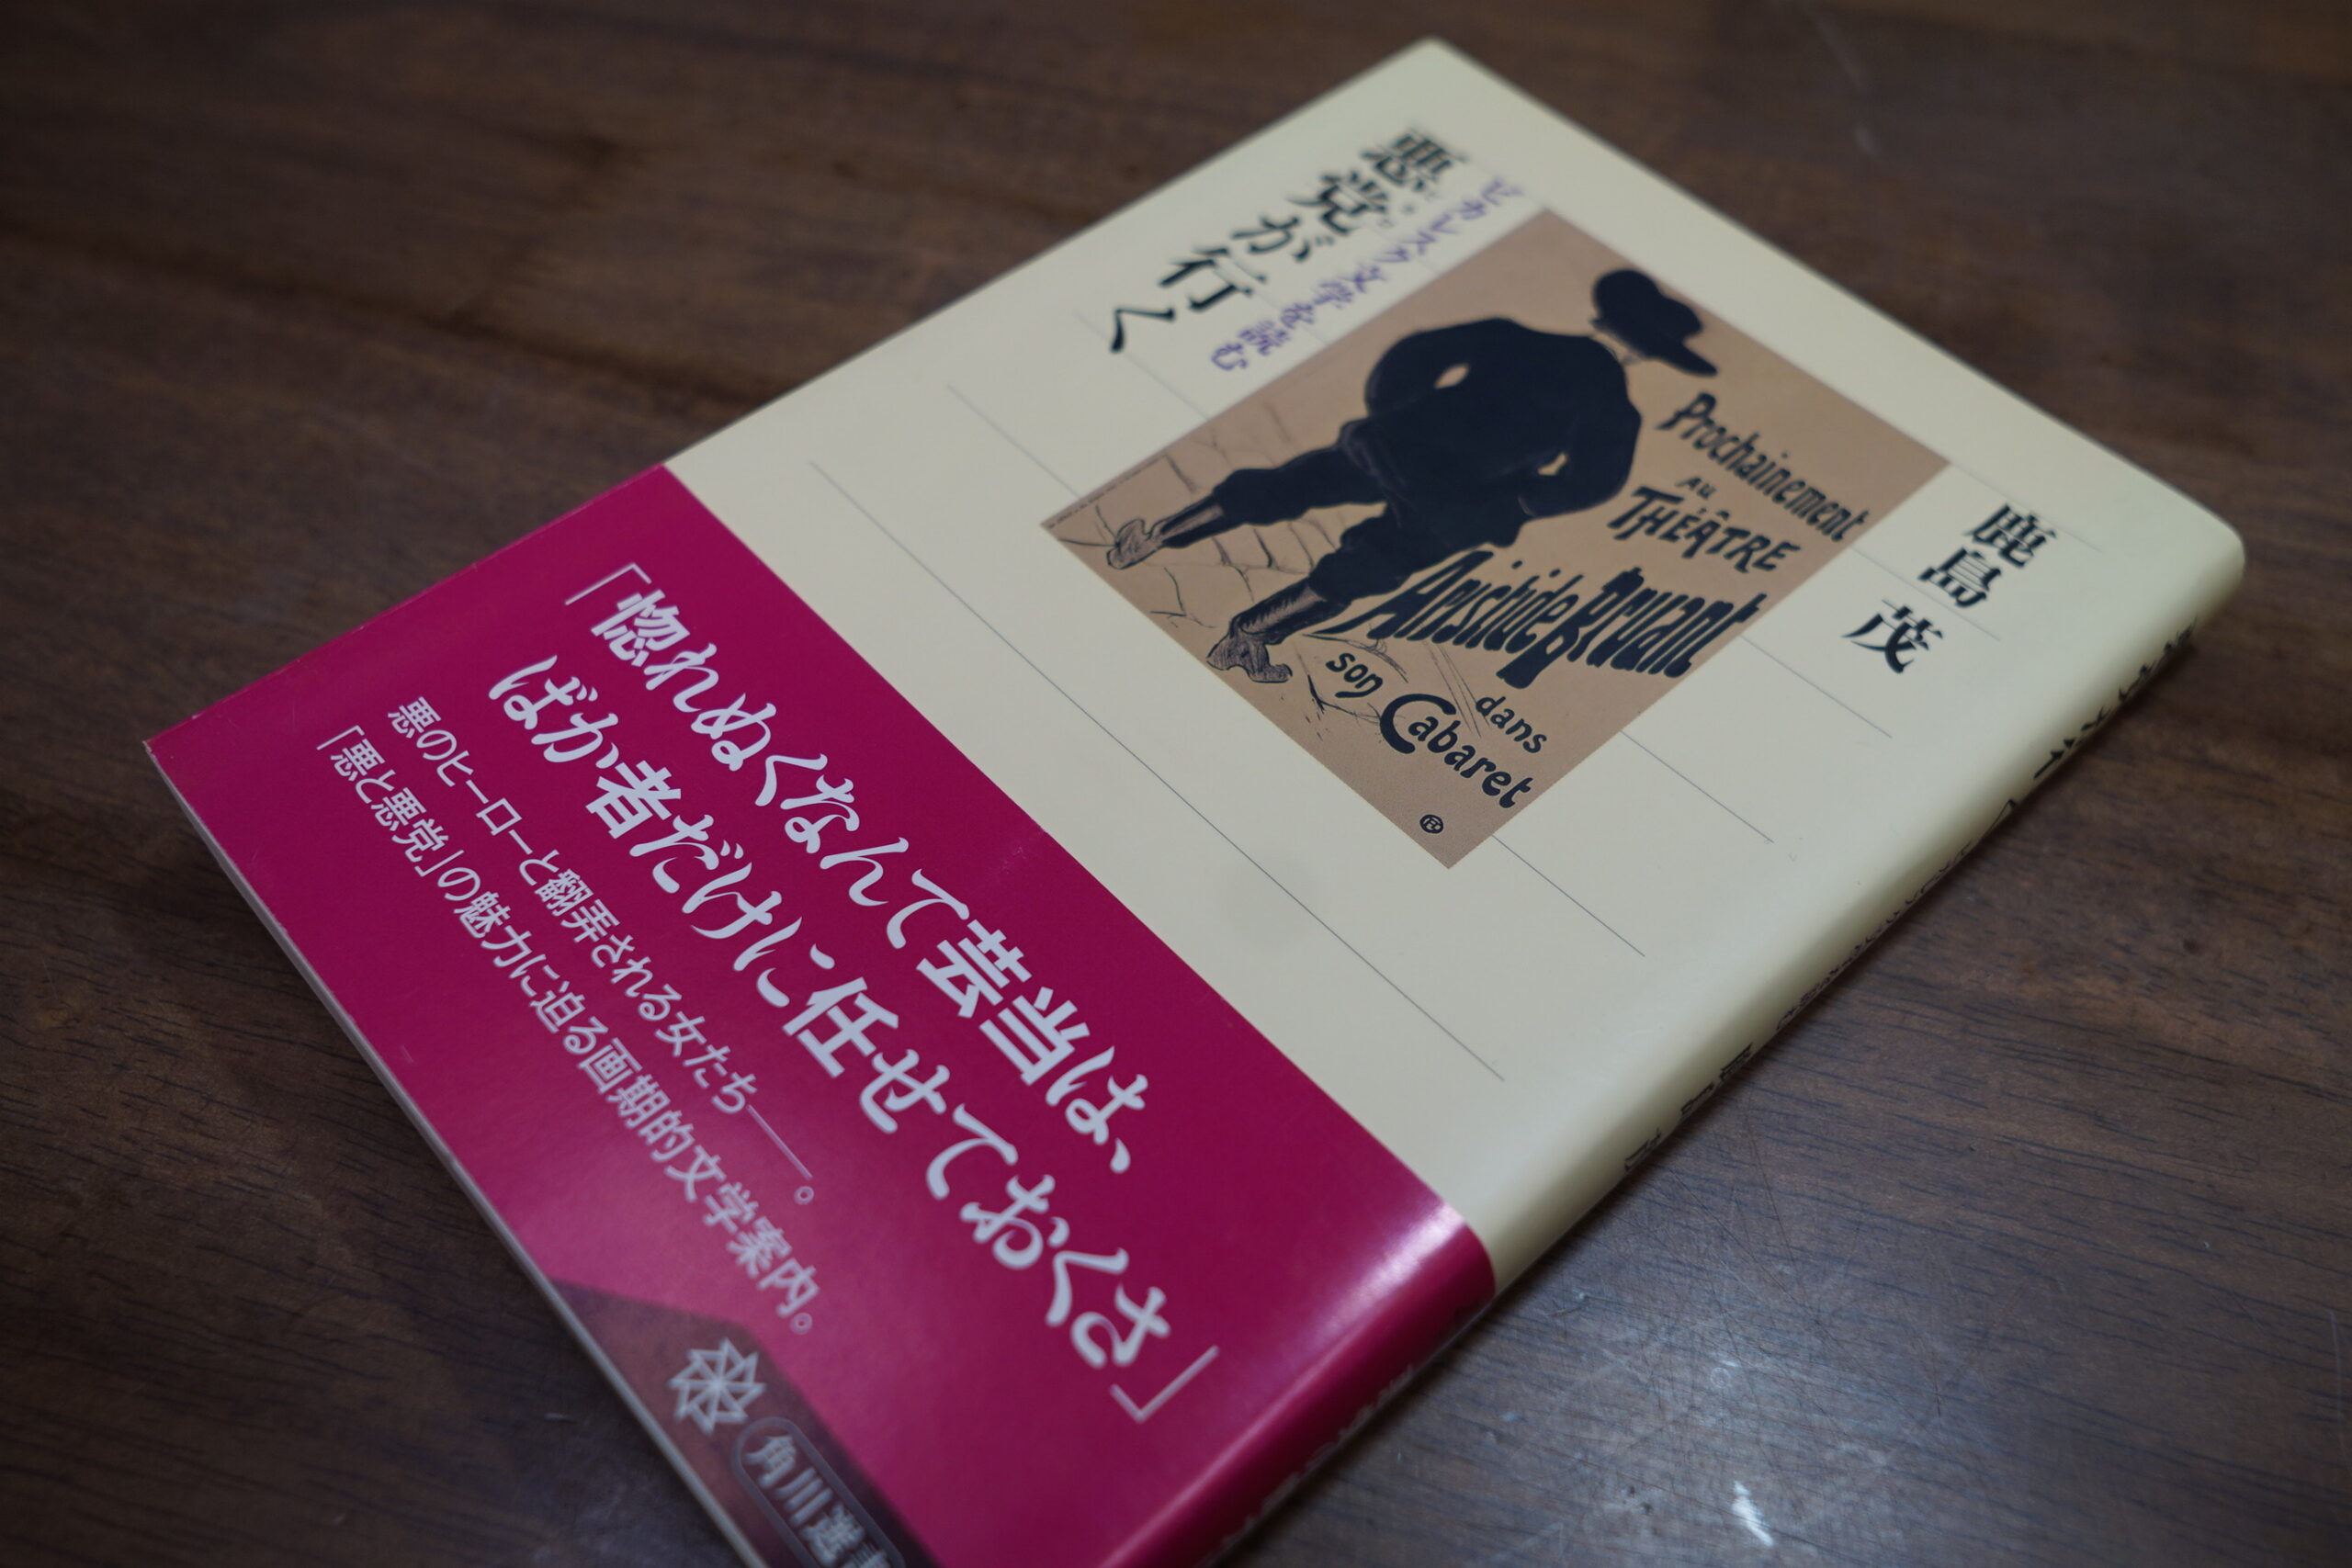 悪党が行く
ピカレスク文学を読む
鹿島 茂
Prochainement
AU
THÉÂTRE
Aristide Bruant
dans
son Cabaret
「惚れぬくなんて芸当は、
ばか者だけに任せておくさ」
悪のヒーローと翻弄される女たち――。
「悪と悪党」の魅力に迫る画期的文学案内。
角川選書